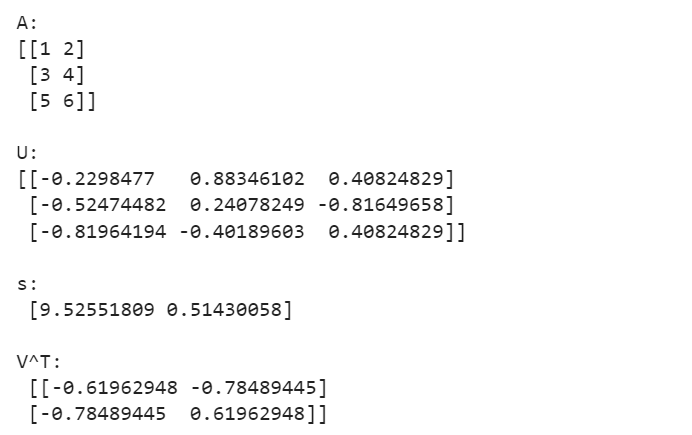 A:
[[1 2]
 [3 4]
 [5 6]]

U:
[[-0.2298477   0.88346102  0.40824829]
 [-0.52474482  0.24078249 -0.81649658]
 [-0.81964194 -0.40189603  0.40824829]]

s:
 [9.52551809 0.51430058]

V^T:
 [[-0.61962948 -0.78489445]
 [-0.78489445  0.61962948]]